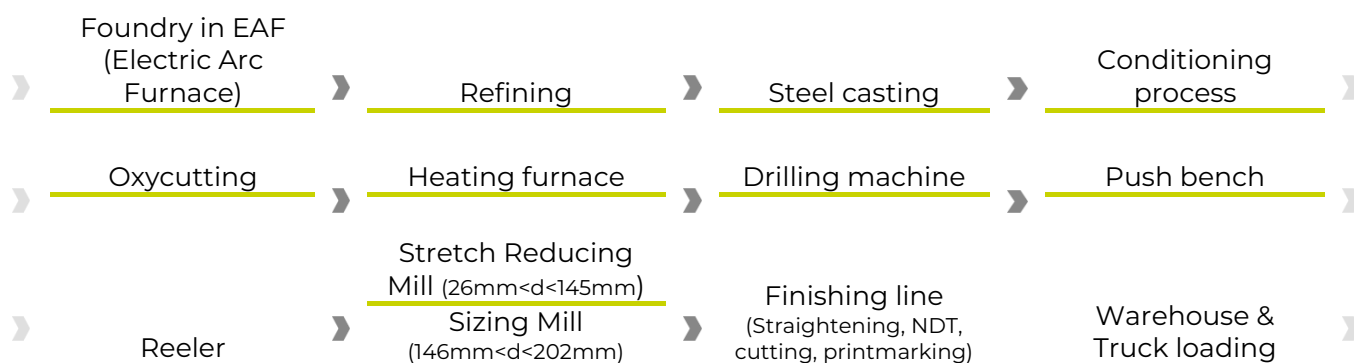 Foundry in EAF
(Electric Arc
Furnace)
Refining
Steel casting
Conditioning
process
Oxycutting
Heating furnace
Drilling machine
Push bench
Reeler
Stretch Reducing
Mill (26mm<d<145mm)
Sizing Mill
(146mm<d<202mm)
Finishing line
(Straightening, NDT,
cutting, printmarking)
Warehouse &
Truck loading